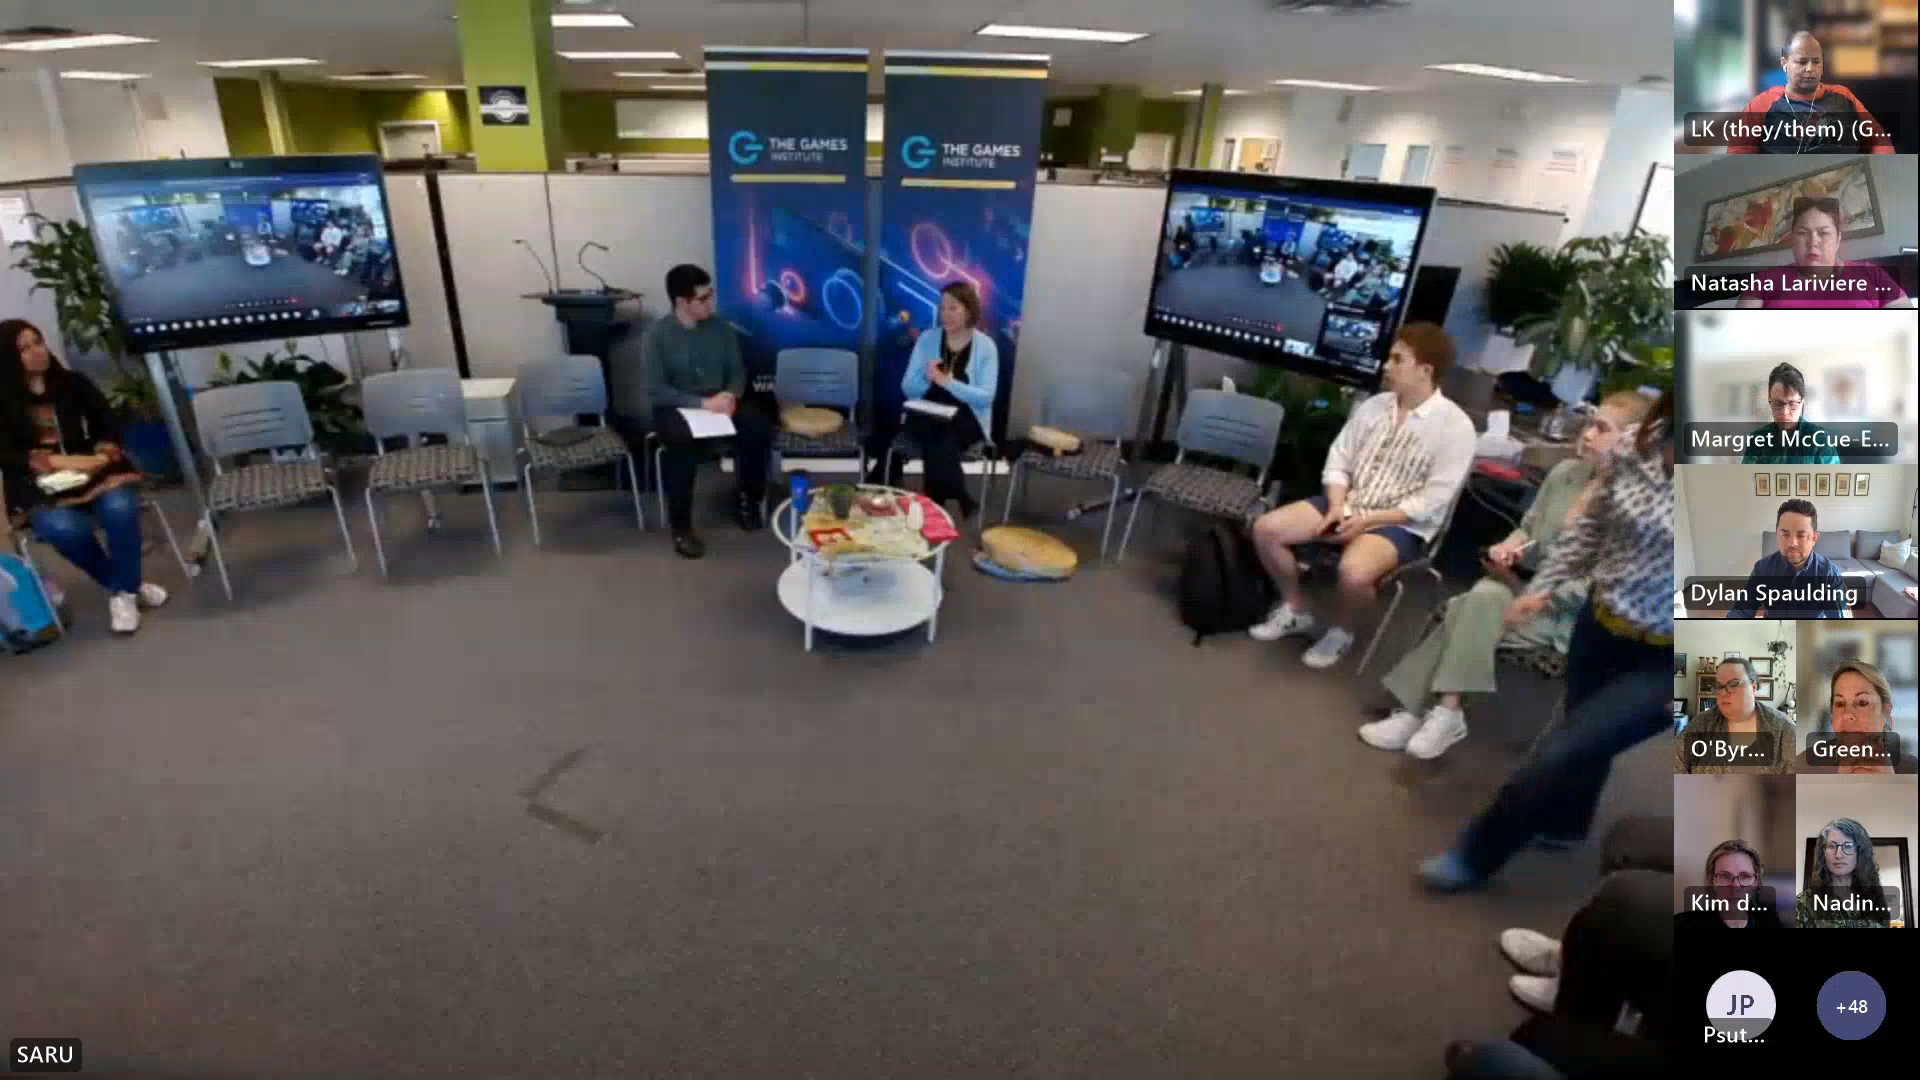 THE GAMES
INSTITUTE
THE GAMES
INSTITUTE
WA
SARU
LK (they/them) (G...
Natasha Lariviere ...
Margret McCue-E...
Dylan Spaulding
O'Byr...
Green...
Kim d...
Nadin...
JP
Psut...
+48